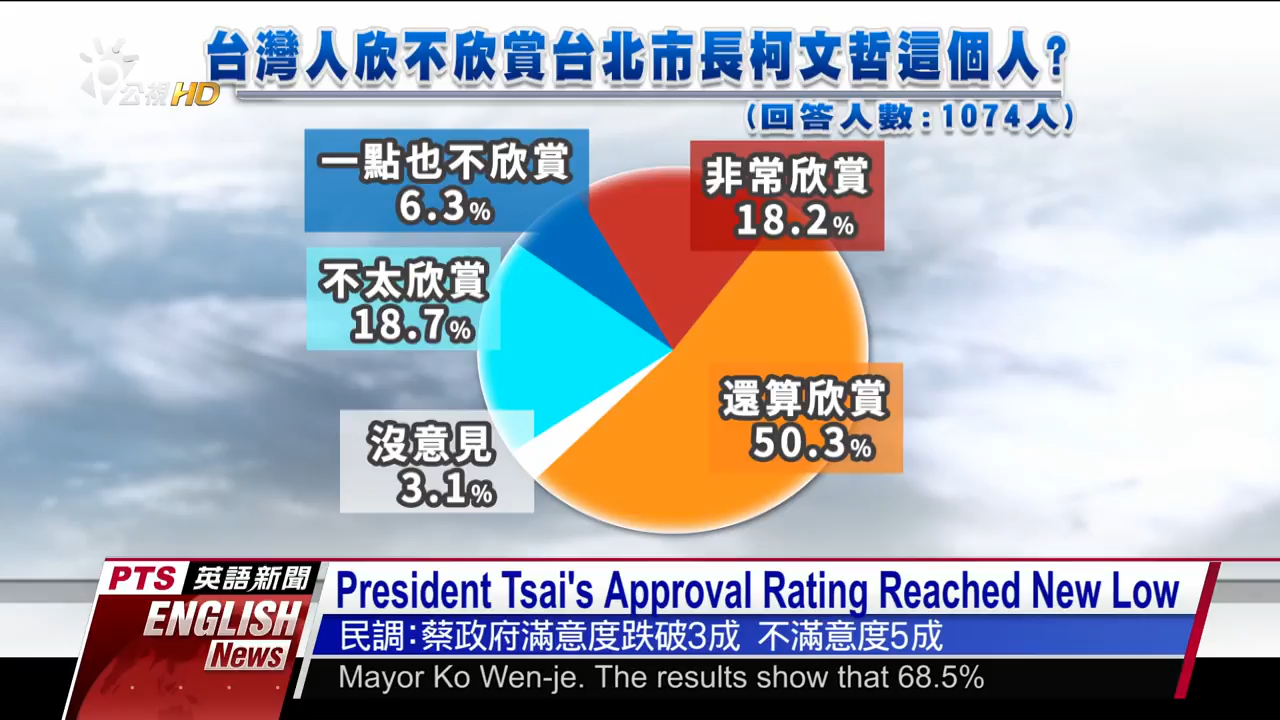 台灣人欣不欣賞台北市長柯文哲這個人?
公視HD
(回答人數:1074人)
一點也不欣賞
6.3%
非常欣賞
18.2%
不太欣賞
18.7%
還算欣賞
50.3%
沒意見
3.1%
PTS 英語新聞
ENGLISH
News
President Tsai's Approval Rating Reached New Low
民調:蔡政府滿意度跌破3成 不滿意度5成
Mayor Ko Wen-je. The results show that 68.5%